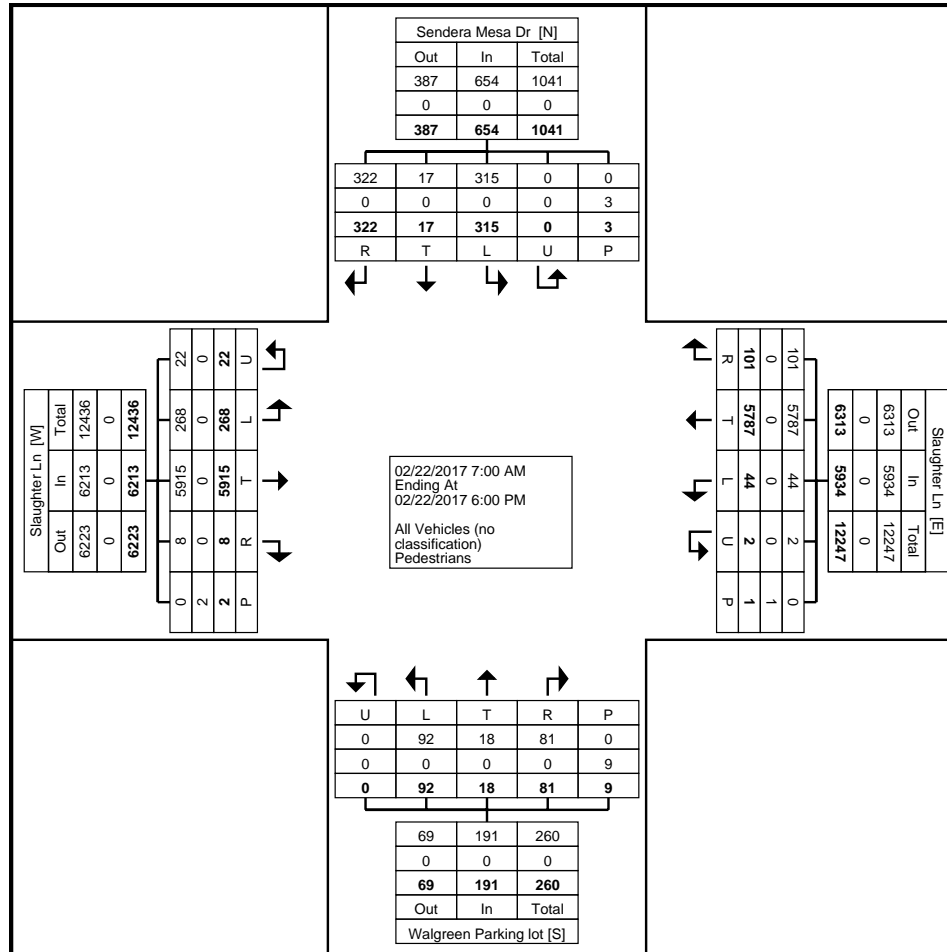 Sendera Mesa Dr [N]
Out In Total
387 654 1041
0 0 0
387 654 1041
322 17 315 0 0
0 0 0 0 3
322 17 315 0 3
R T L U P
Slaughter Ln [W]
Total In Out
12436 6213 6223
0 0 0
12436 6213 6223
22 268 5915 8 0
0 0 0 0 2
22 268 5915 8 2
U L T R P
02/22/2017 7:00 AM
Ending At
02/22/2017 6:00 PM
All Vehicles (no
classification)
Pedestrians
R T L U P
101 5787 44 2 1
0 0 0 0 1
101 5787 44 2 0
6313 5934 12247
0 0 0
6313 5934 12247
Out In Total
Slaughter Ln [E]
U L T R P
0 92 18 81 0
0 0 0 0 9
0 92 18 81 9
69 191 260
0 0 0
69 191 260
Out In Total
Walgreen Parking lot [S]